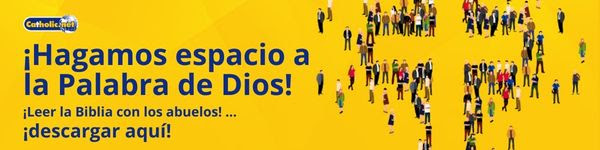 Catholic.net
¡Hagamos espacio a
la Palabra de Dios!
¡Leer la Biblia con los abuelos! ...
¡descargar aquí!